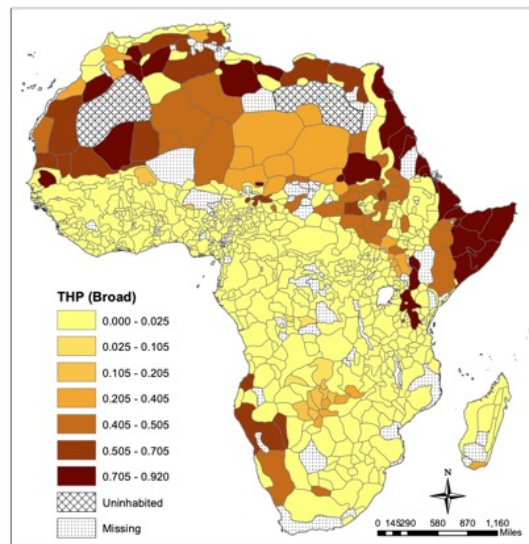 THP (Broad)
0.000 - 0.025
0.025 - 0.105
0.105 - 0.205
0.205 - 0.405
0.405 - 0.505
0.505 - 0.705
0.705 - 0.920
Uninhabited
Missing
N
0 145290 580 870 1,160
Miles